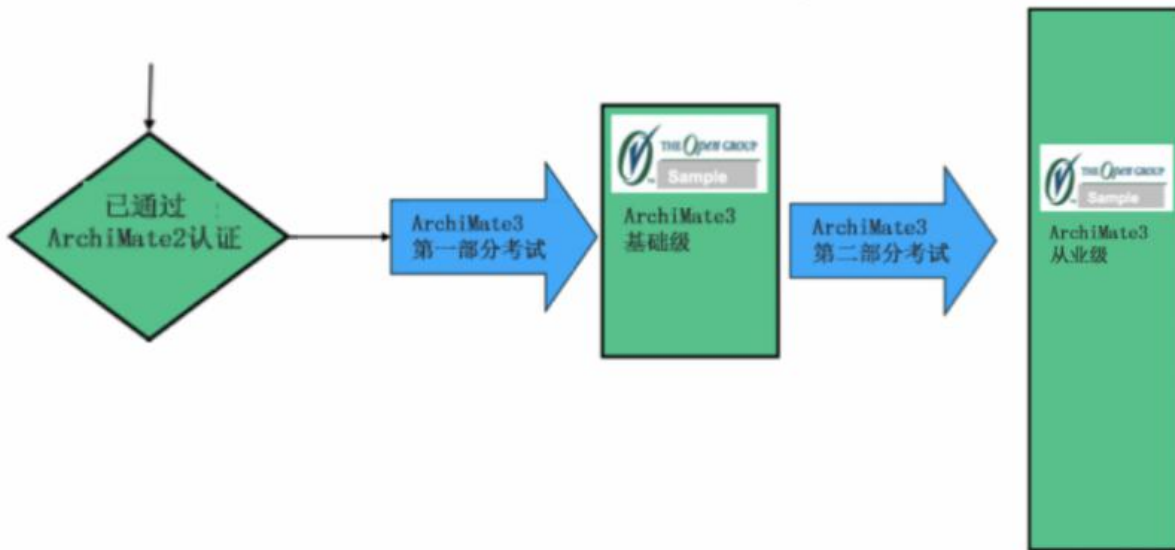 已通过
ArchiMate2认证
ArchiMate3
第一部分考试
THE Open GROUP
Sample
ArchiMate3
基础级
ArchiMate3
第二部分考试
THE Open GROUP
Sample
ArchiMate3
从业级